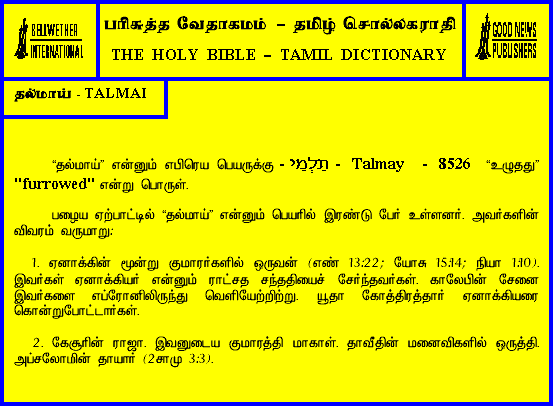 BELLWETHER
INTERNATIONAL
பரிசுத்த வேதாகமம் – தமிழ் சொல்லகராதி
THE HOLY BIBLE – TAMIL DICTIONARY
GOOD NEWS
PUBLISHERS
தல்மாய் - TALMAI
“தல்மாய்” என்னும் எபிரெய பெயருக்கு - תַּלְמַי - Talmay - 8526 “உழுதது”
"furrowed" என்று பொருள்.
பழைய ஏற்பாட்டில் “தல்மாய்” என்னும் பெயரில் இரண்டு பேர் உள்ளனர். அவர்களின்
விவரம் வருமாறு:
1. ஏனாக்கின் மூன்று குமாரர்களில் ஒருவன் (எண் 13:22; யோசு 15:14; நியா 1:10).
இவர்கள் ஏனாக்கியர் என்னும் ராட்சத சந்ததியைச் சேர்ந்தவர்கள். காலேபின் சேனை
இவர்களை எப்ரோனிலிருந்து வெளியேற்றிற்று. யூதா கோத்திரத்தார் ஏனாக்கியரை
கொன்றுபோட்டார்கள்.
2. கேசூரின் ராஜா. இவனுடைய குமாரத்தி மாகாள். தாவீதின் மனைவிகளில் ஒருத்தி.
அப்சலோமின் தாயார் (2சாமு 3:3).